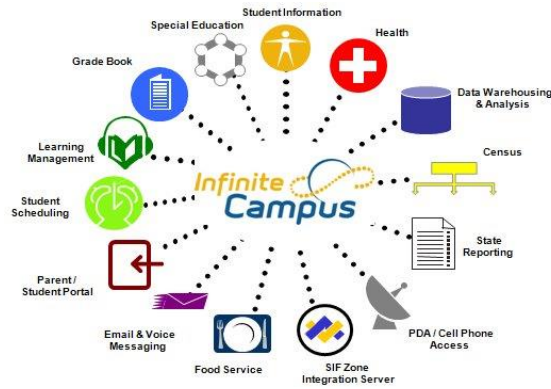 Student Information
Special Education
Health
Grade Book
Data Warehousing
& Analysis
Learning
Management
Census
Infinite
Campus
Student
Scheduling
State
Reporting
Parent /
Student Portal
Email & Voice
Messaging
PDA / Cell Phone
Access
Food Service
SIF Zone
Integration Server